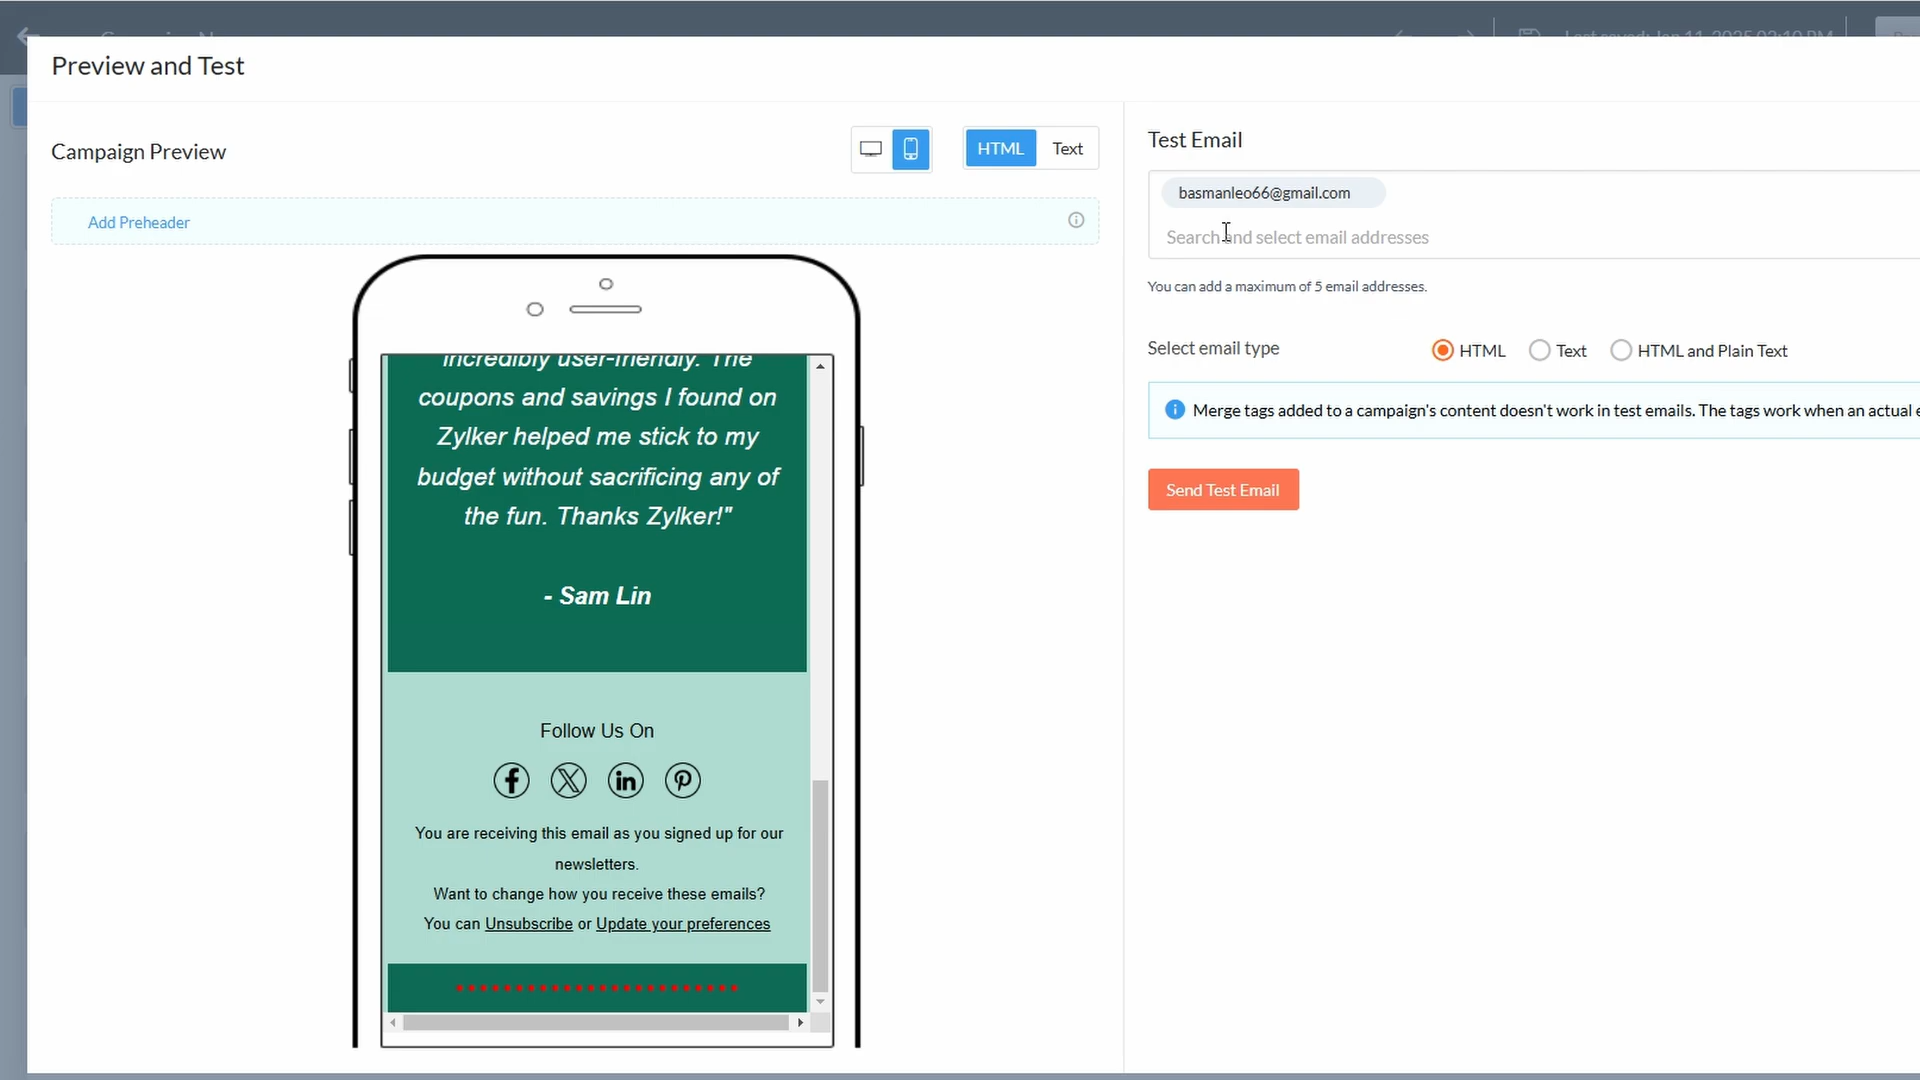 Preview and Test
Campaign Preview
HTML
Text
Add Preheader
incredibly user-friendly. The
coupons and savings I found on
Zylker helped me stick to my
budget without sacrificing any of
the fun. Thanks Zylker!"
- Sam Lin
Follow Us On
You are receiving this email as you signed up for our
newsletters.
Want to change how you receive these emails?
You can Unsubscribe or Update your preferences
Test Email
basmanleo66@gmail.com
Search and select email addresses
You can add a maximum of 5 email addresses.
Select email type
HTML
Text
HTML and Plain Text
Merge tags added to a campaign's content doesn't work in test emails. The tags work when an actual
Send Test Email